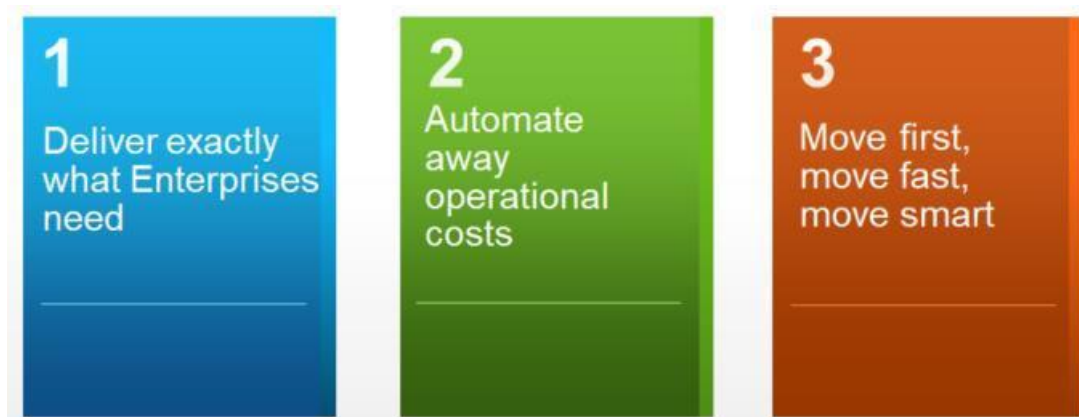 1
Deliver exactly
what Enterprises
need
2
Automate
away
operational
costs
3
Move first,
move fast,
move smart